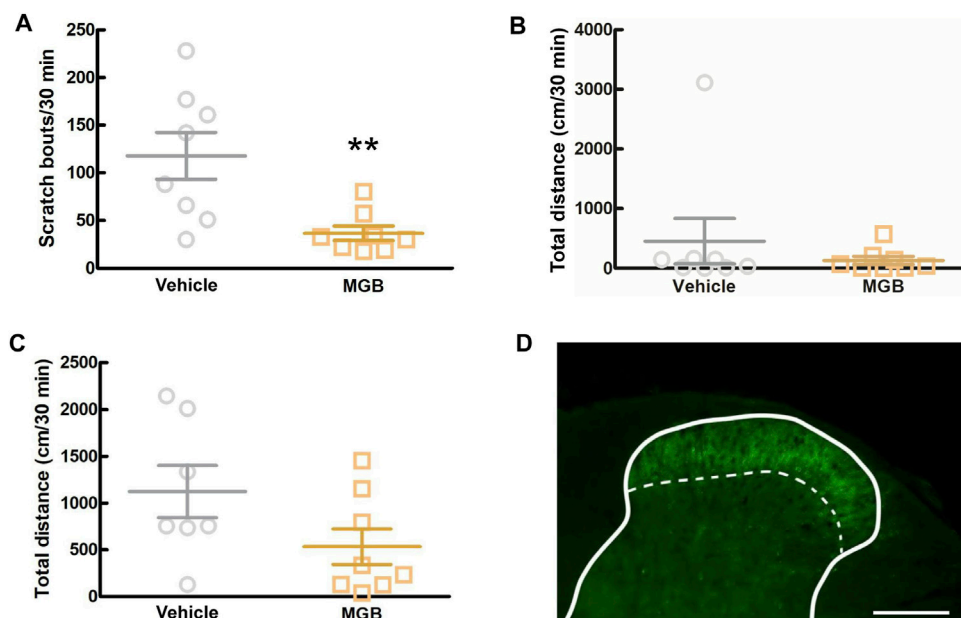 A
Scratch bouts/30 min
250
200
150
100
50
0
**
Vehicle
MGB
B
Total distance (cm/30 min)
4000
3000
2000
1000
0
Vehicle
MGB
C
Total distance (cm/30 min)
2500
2000
1500
1000
500
0
Vehicle
MGB
D